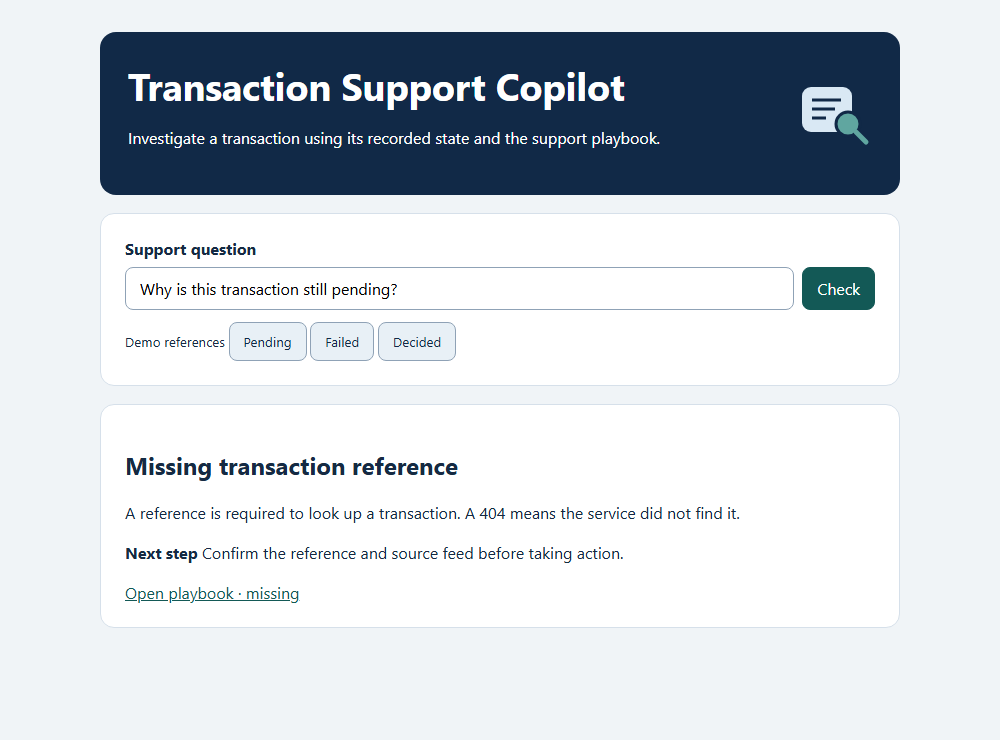 Transaction Support Copilot
Investigate a transaction using its recorded state and the support playbook.
Support question
Why is this transaction still pending?
Check
Demo references
Pending
Failed
Decided
Missing transaction reference
A reference is required to look up a transaction. A 404 means the service did not find it.
Next step Confirm the reference and source feed before taking action.
Open playbook · missing